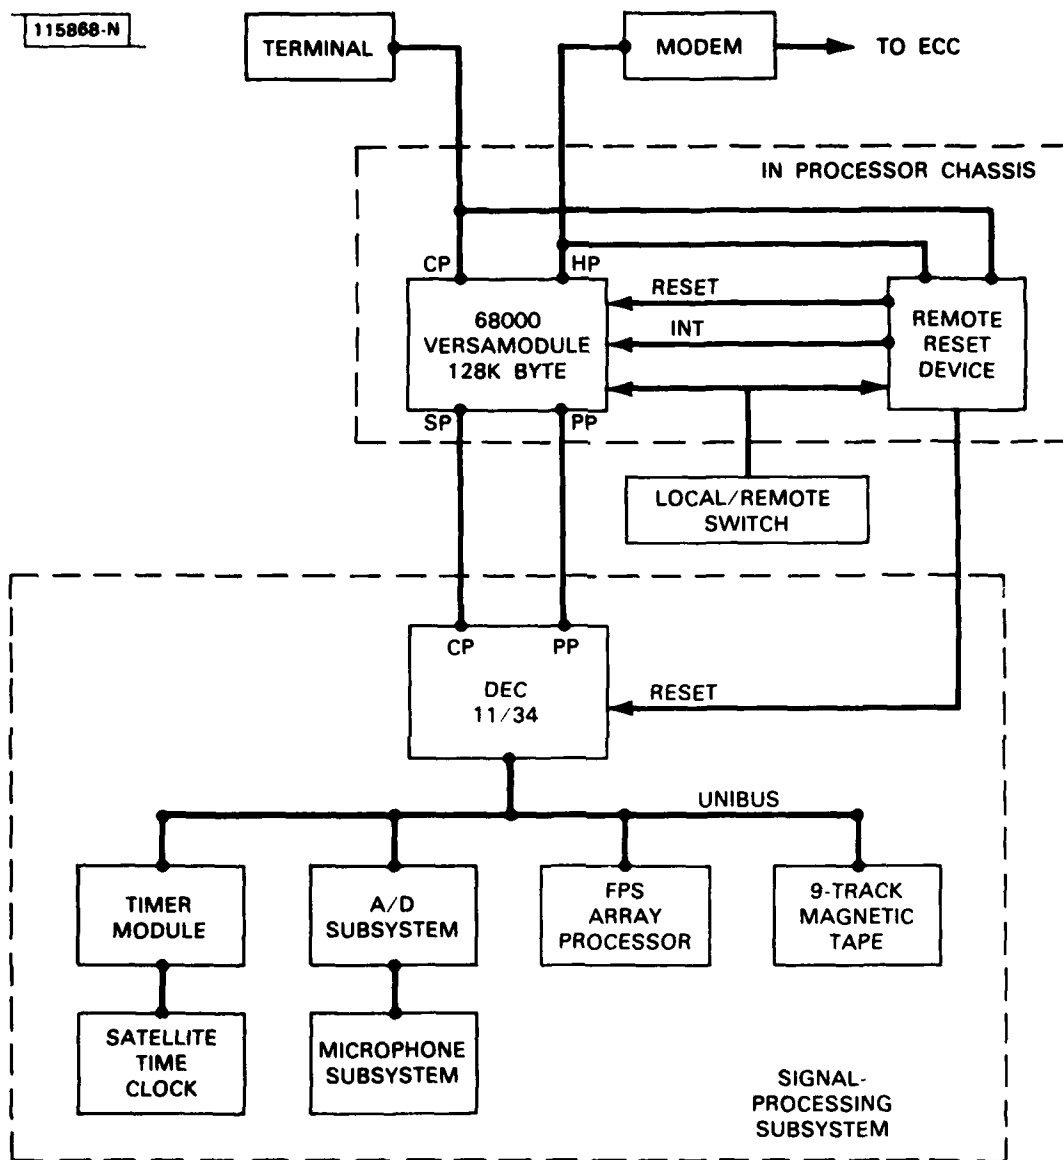 115868-N
TERMINAL
MODEM
TO ECC
IN PROCESSOR CHASSIS
CP
HP
RESET
68000
VERSAMODULE
128K BYTE
INT
REMOTE
RESET
DEVICE
SP
PP
LOCAL/REMOTE
SWITCH
CP
PP
DEC
11/34
RESET
UNIBUS
TIMER
MODULE
A/D
SUBSYSTEM
FPS
ARRAY
PROCESSOR
9-TRACK
MAGNETIC
TAPE
SATELLITE
TIME
CLOCK
MICROPHONE
SUBSYSTEM
SIGNAL-
PROCESSING
SUBSYSTEM